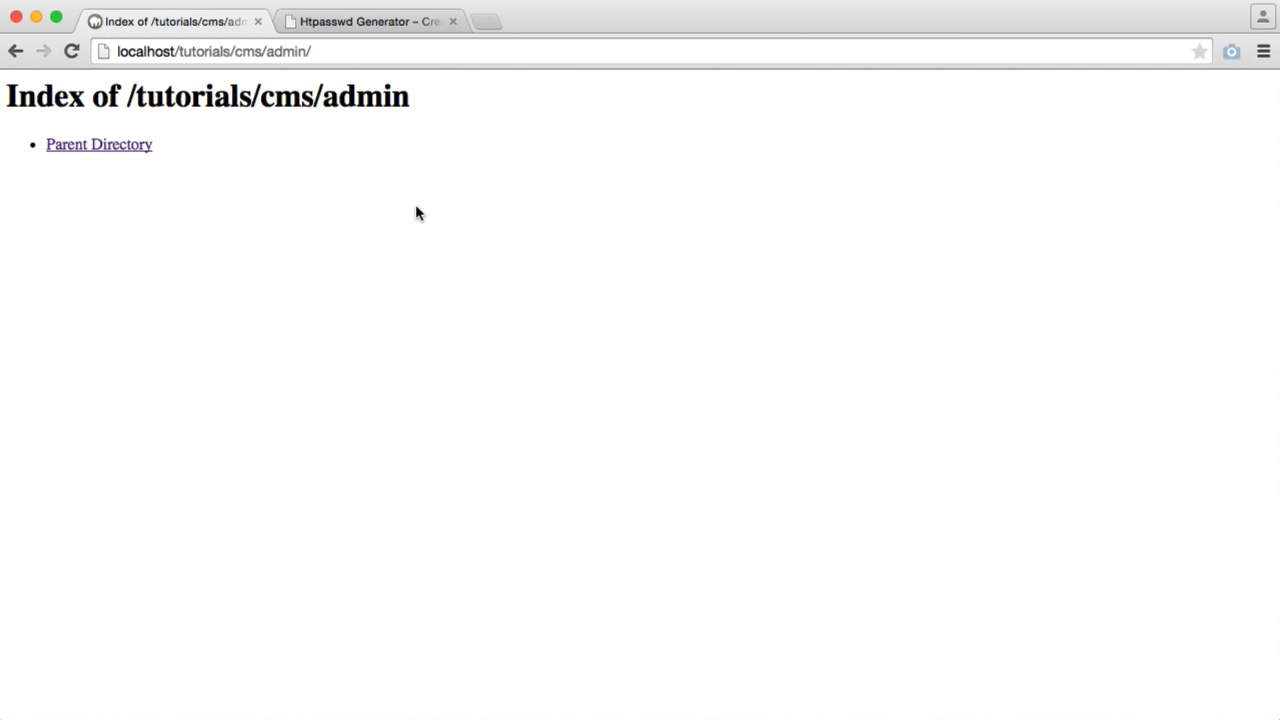 Index of /tutorials/cms/adm
Htpasswd Generator – Cre
localhost/tutorials/cms/admin/
Index of /tutorials/cms/admin
Parent Directory